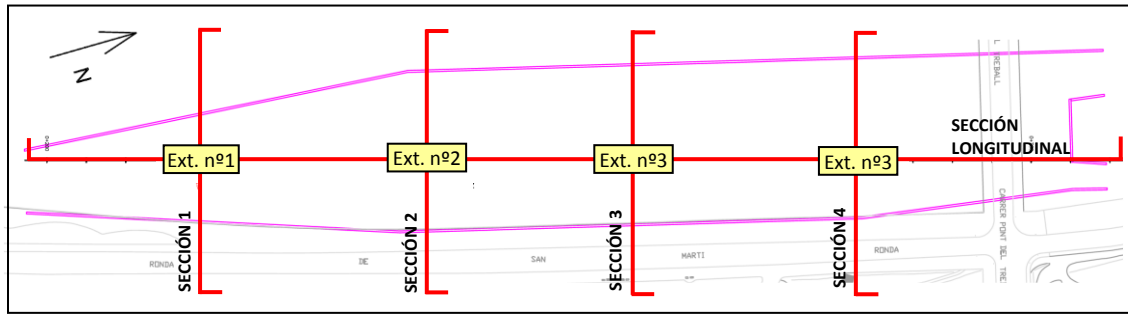 N
L TREBALL
SECCIÓN
LONGITUDINAL
Ext. nº1
Ext. nº2
Ext. nº3
Ext. nº3
SECCIÓN 1
SECCIÓN 2
SECCIÓN 3
SECCIÓN 4
CARRER PONT DEL TRE
RONDA
DE
SAN
MARTI
RONDA